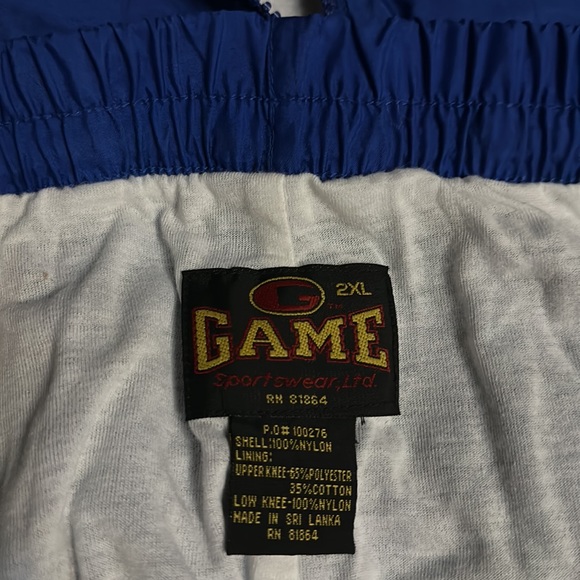 G 2XL
GAME TM
Sportswear, Ltd.
RN 81864
P.O# 100276
SHELL:100%NYLON
LINING:
UPPER KNEE-65%POLYESTER
35%COTTON
LOW KNEE-100%NYLON
MADE IN SRI LANKA
RN 81864